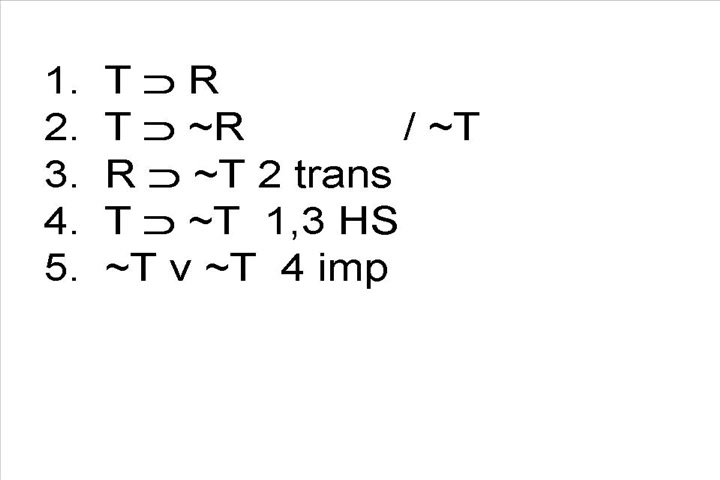 1. T ⊃ R
2. T ⊃ ~R / ~T
3. R ⊃ ~T 2 trans
4. T ⊃ ~T 1,3 HS
5. ~T v ~T 4 imp